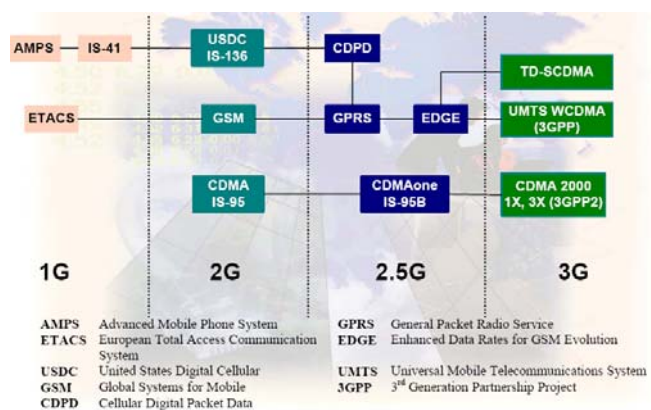 AMPS IS-41 USDC IS-136 CDPD
TD-SCDMA
ETACS GSM GPRS EDGE UMTS WCDMA (3GPP)
CDMA IS-95 CDMAone IS-95B CDMA 2000 1X, 3X (3GPP2)
1G 2G 2.5G 3G
AMPS Advanced Mobile Phone System
ETACS European Total Access Communication
System
USDC United States Digital Cellular
GSM Global Systems for Mobile
CDPD Cellular Digital Packet Data
GPRS General Packet Radio Service
EDGE Enhanced Data Rates for GSM Evolution
UMTS Universal Mobile Telecommunications System
3GPP 3rd Generation Partnership Project